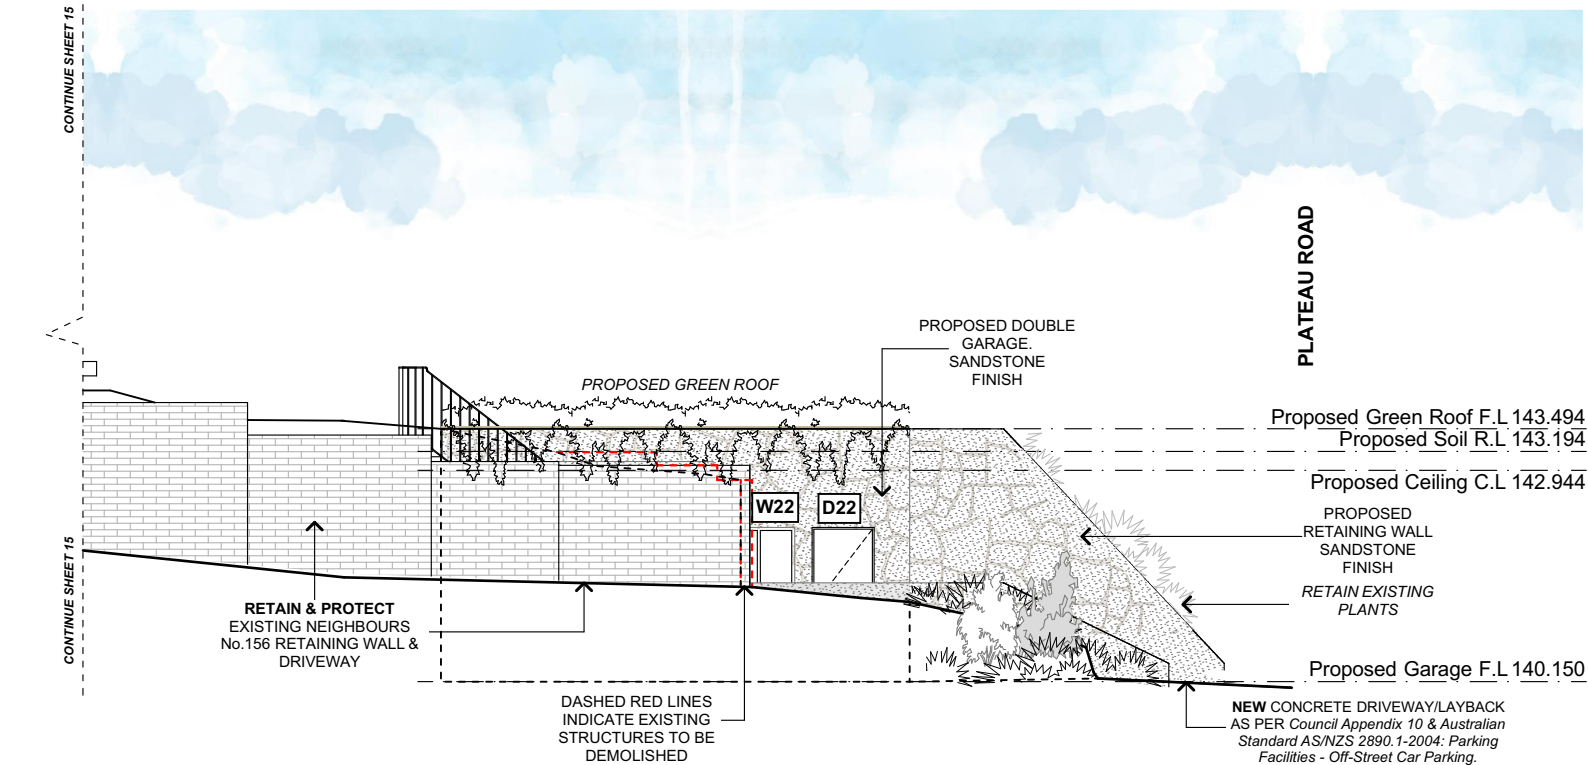 CONTINUE SHEET 15
PLATEAU ROAD
PROPOSED DOUBLE
GARAGE.
SANDSTONE
FINISH
PROPOSED GREEN ROOF
Proposed Green Roof F.L 143.494
Proposed Soil R.L 143.194
Proposed Ceiling C.L 142.944
W22
D22
PROPOSED
RETAINING WALL
SANDSTONE
FINISH
RETAIN EXISTING
PLANTS
CONTINUE SHEET 15
RETAIN & PROTECT
EXISTING NEIGHBOURS
No.156 RETAINING WALL &
DRIVEWAY
Proposed Garage F.L 140.150
DASHED RED LINES
INDICATE EXISTING
STRUCTURES TO BE
DEMOLISHED
NEW CONCRETE DRIVEWAY/LAYBACK
AS PER Council Appendix 10 & Australian
Standard AS/NZS 2890.1-2004: Parking
Facilities - Off-Street Car Parking.